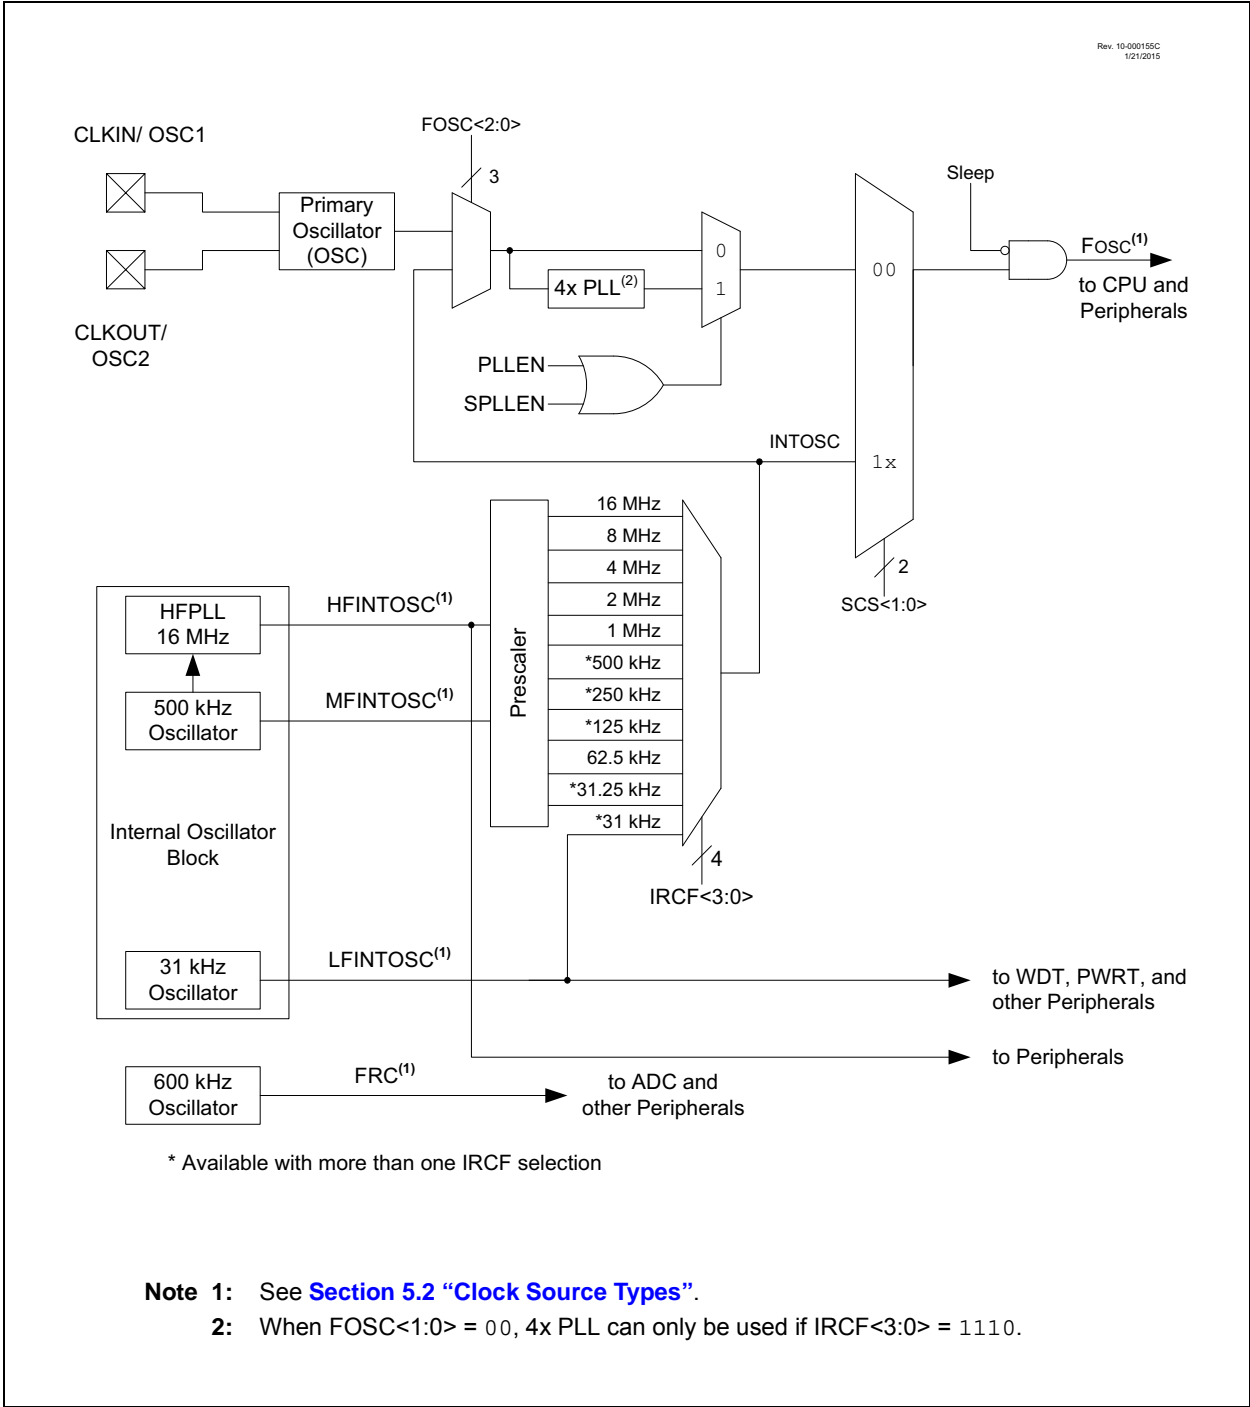 Rev. 10-000155C
1/21/2015
FOSC<2:0>
CLKIN/ OSC1
3
Sleep
Primary
Oscillator
(OSC)
0
4x PLL(2)
1
00
FOSC(1)
to CPU and
Peripherals
CLKOUT/
OSC2
PLLEN
SPLLEN
INTOSC
1x
2
SCS<1:0>
16 MHz
8 MHz
4 MHz
2 MHz
1 MHz
*500 kHz
*250 kHz
*125 kHz
62.5 kHz
*31.25 kHz
*31 kHz
Prescaler
HFPLL
16 MHz
HFINTOSC(1)
500 kHz
Oscillator
MFINTOSC(1)
Internal Oscillator
Block
4
IRCF<3:0>
31 kHz
Oscillator
LFINTOSC(1)
to WDT, PWRT, and
other Peripherals
to Peripherals
600 kHz
Oscillator
FRC(1)
to ADC and
other Peripherals
* Available with more than one IRCF selection
Note 1: See Section 5.2 “Clock Source Types”.
2: When FOSC<1:0> = 00, 4x PLL can only be used if IRCF<3:0> = 1110.